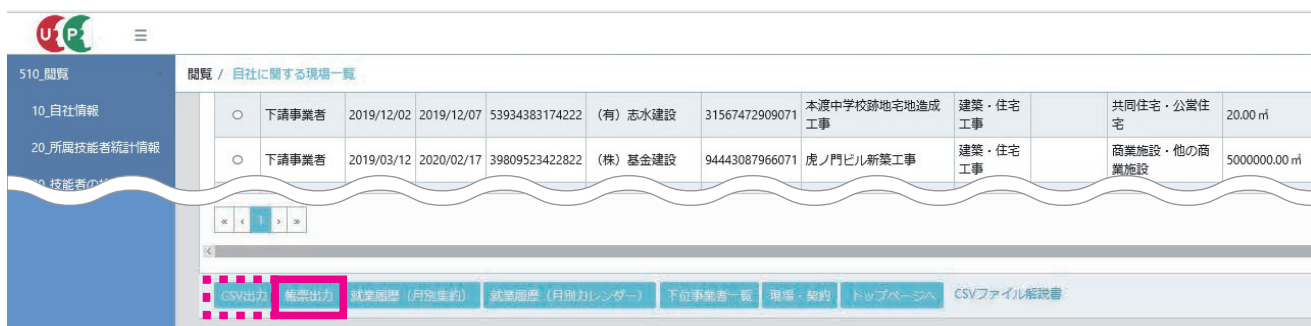 U P
510_閲覧
閲覧 / 自社に関する現場一覧
10_自社情報
20_所属技能者統計情報
下請事業者 2019/12/02 2019/12/07 53934383174222 （有）志水建設 31567472909071 本渡中学校跡地宅地造成工事 建築・住宅工事 共同住宅・公営住宅 20.00㎡
下請事業者 2019/03/12 2020/02/17 39809523422822 （株）基金建設 94443087966071 虎ノ門ビル新築工事 建築・住宅工事 商業施設・他の商業施設 5000000.00㎡
« ‹ 1 › »
CSV出力 帳票出力 就業履歴（月別集約） 就業履歴（月別カレンダー） 下位事業者一覧 現場・契約 トップページへ CSVファイル解説書